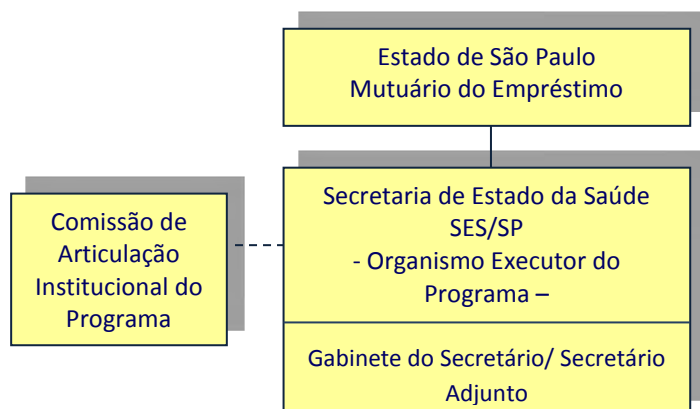 Estado de São Paulo
Mutuário do Empréstimo
Secretaria de Estado da Saúde
SES/SP
- Organismo Executor do
Programa –
Comissão de
Articulação
Institucional do
Programa
Gabinete do Secretário/ Secretário
Adjunto